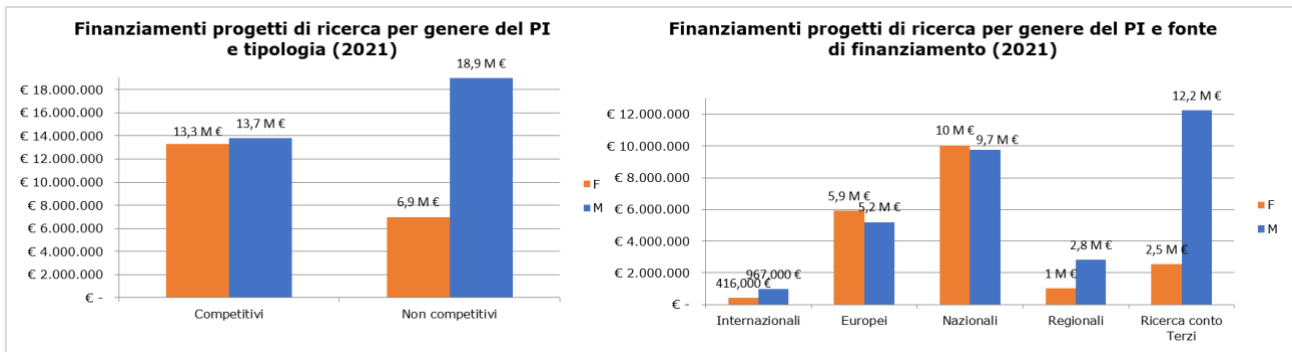 Finanziamenti progetti di ricerca per genere del PI
e tipologia (2021)
€ 18.000.000
€ 16.000.000
€ 14.000.000
€ 12.000.000
€ 10.000.000
€ 8.000.000
€ 6.000.000
€ 4.000.000
€ 2.000.000
€ -
13,3 M €
13,7 M €
6,9 M €
18,9 M €
Competitivi
Non competitivi
F
M
Finanziamenti progetti di ricerca per genere del PI e fonte
di finanziamento (2021)
€ 12.000.000
€ 10.000.000
€ 8.000.000
€ 6.000.000
€ 4.000.000
€ 2.000.000
€ -
416,000 €
967,000 €
5,9 M €
5,2 M €
10 M €
9,7 M €
1 M €
2,8 M €
2,5 M €
12,2 M €
Internazionali
Europei
Nazionali
Regionali
Ricerca conto
Terzi
F
M